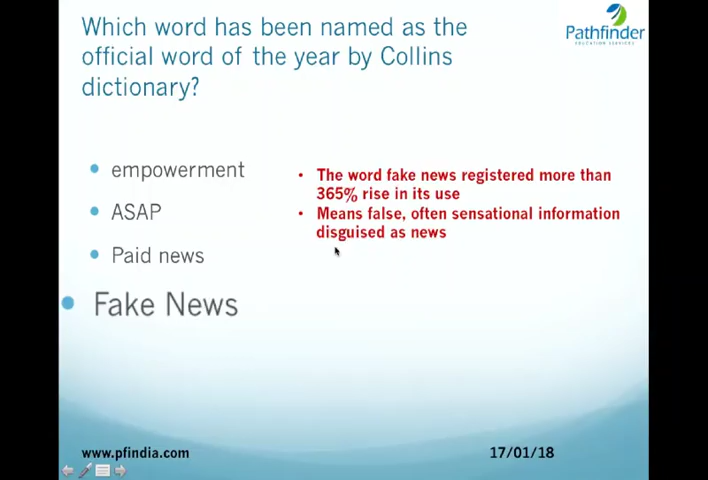 Which word has been named as the
official word of the year by Collins
dictionary?
Pathfinder
EDUCATION SERVICES
• empowerment
• ASAP
• Paid news
• Fake News
• The word fake news registered more than
365% rise in its use
• Means false, often sensational information
disguised as news
www.pfindia.com
17/01/18